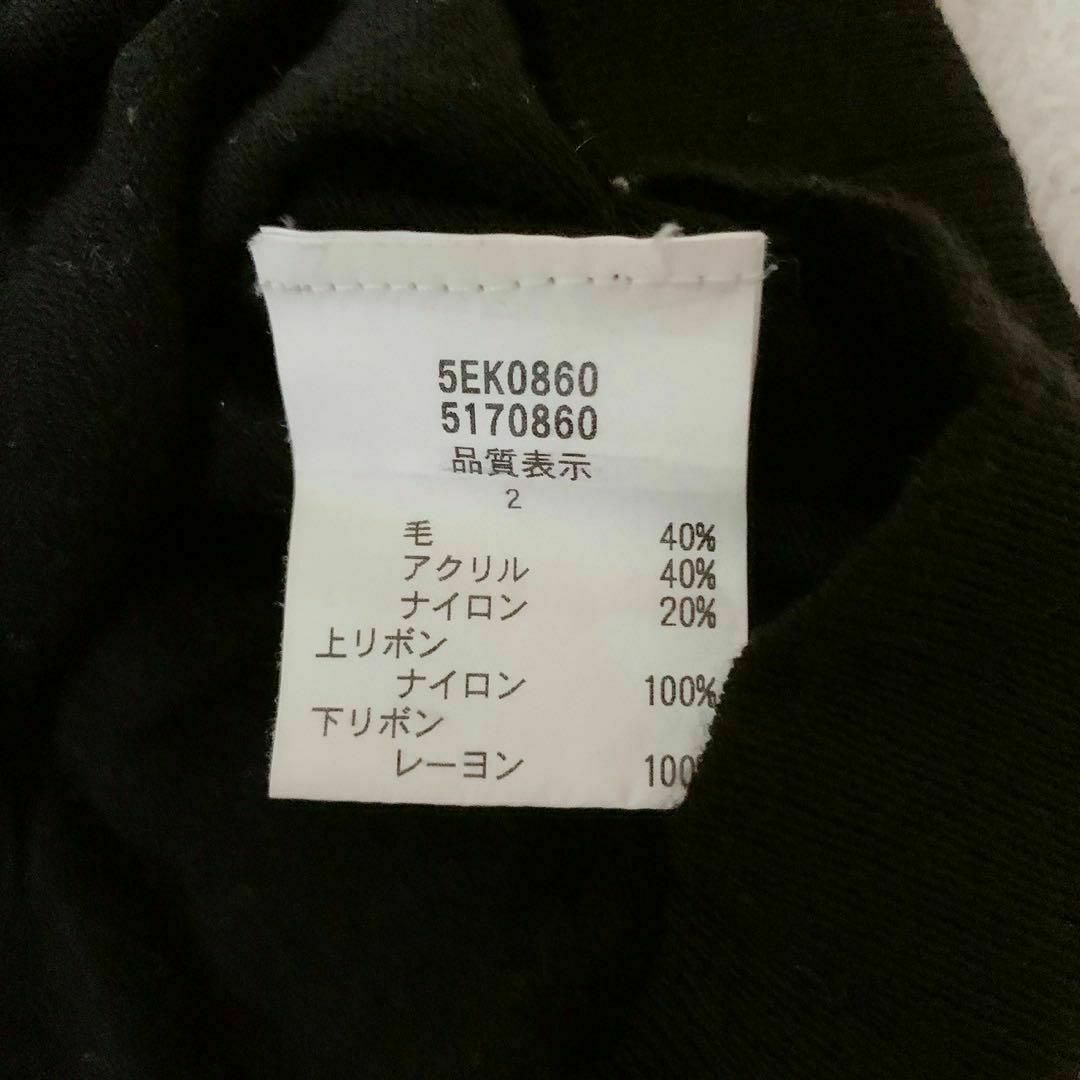 5EK0860
5170860
品質表示
2
毛 40%
アクリル 40%
ナイロン 20%
上リボン
ナイロン 100%
下リボン
レーヨン 100